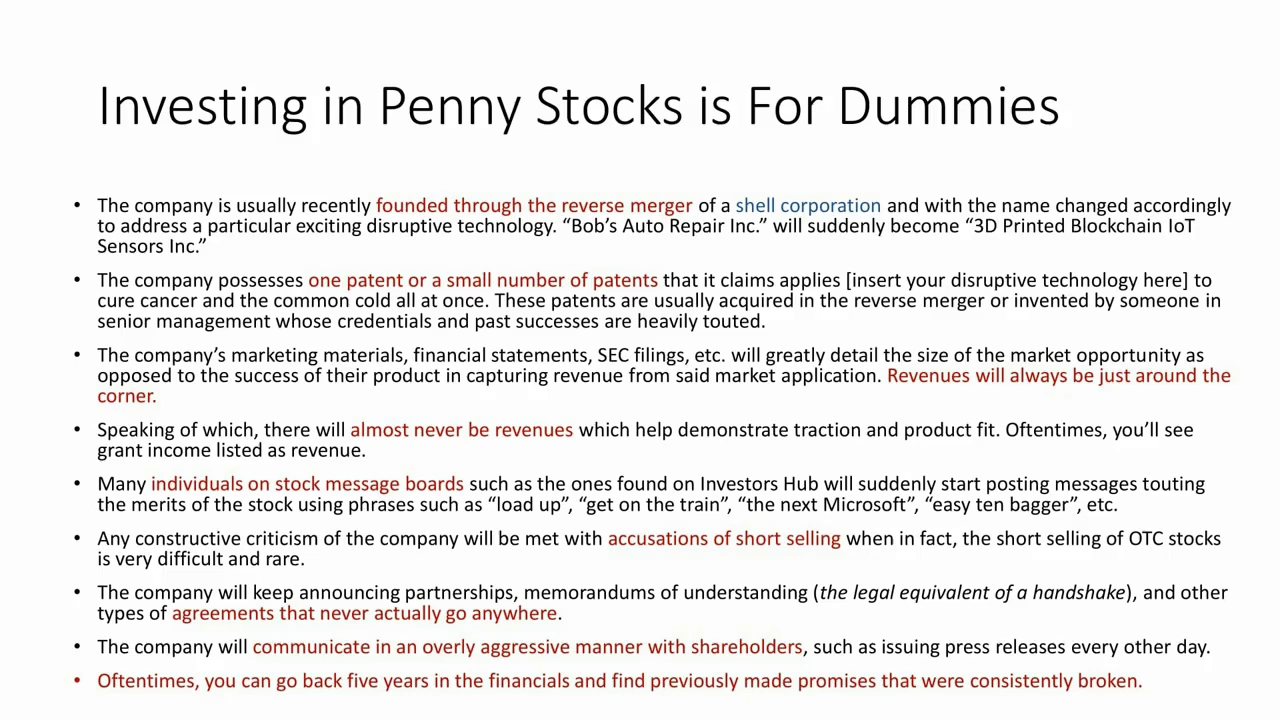 Investing in Penny Stocks is For Dummies
• The company is usually recently founded through the reverse merger of a shell corporation and with the name changed accordingly
to address a particular exciting disruptive technology. “Bob’s Auto Repair Inc.” will suddenly become “3D Printed Blockchain IoT
Sensors Inc.”
• The company possesses one patent or a small number of patents that it claims applies [insert your disruptive technology here] to
cure cancer and the common cold all at once. These patents are usually acquired in the reverse merger or invented by someone in
senior management whose credentials and past successes are heavily touted.
• The company’s marketing materials, financial statements, SEC filings, etc. will greatly detail the size of the market opportunity as
opposed to the success of their product in capturing revenue from said market application. Revenues will always be just around the
corner.
• Speaking of which, there will almost never be revenues which help demonstrate traction and product fit. Oftentimes, you’ll see
grant income listed as revenue.
• Many individuals on stock message boards such as the ones found on Investors Hub will suddenly start posting messages touting
the merits of the stock using phrases such as “load up”, “get on the train”, “the next Microsoft”, “easy ten bagger”, etc.
• Any constructive criticism of the company will be met with accusations of short selling when in fact, the short selling of OTC stocks
is very difficult and rare.
• The company will keep announcing partnerships, memorandums of understanding (the legal equivalent of a handshake), and other
types of agreements that never actually go anywhere.
• The company will communicate in an overly aggressive manner with shareholders, such as issuing press releases every other day.
• Oftentimes, you can go back five years in the financials and find previously made promises that were consistently broken.